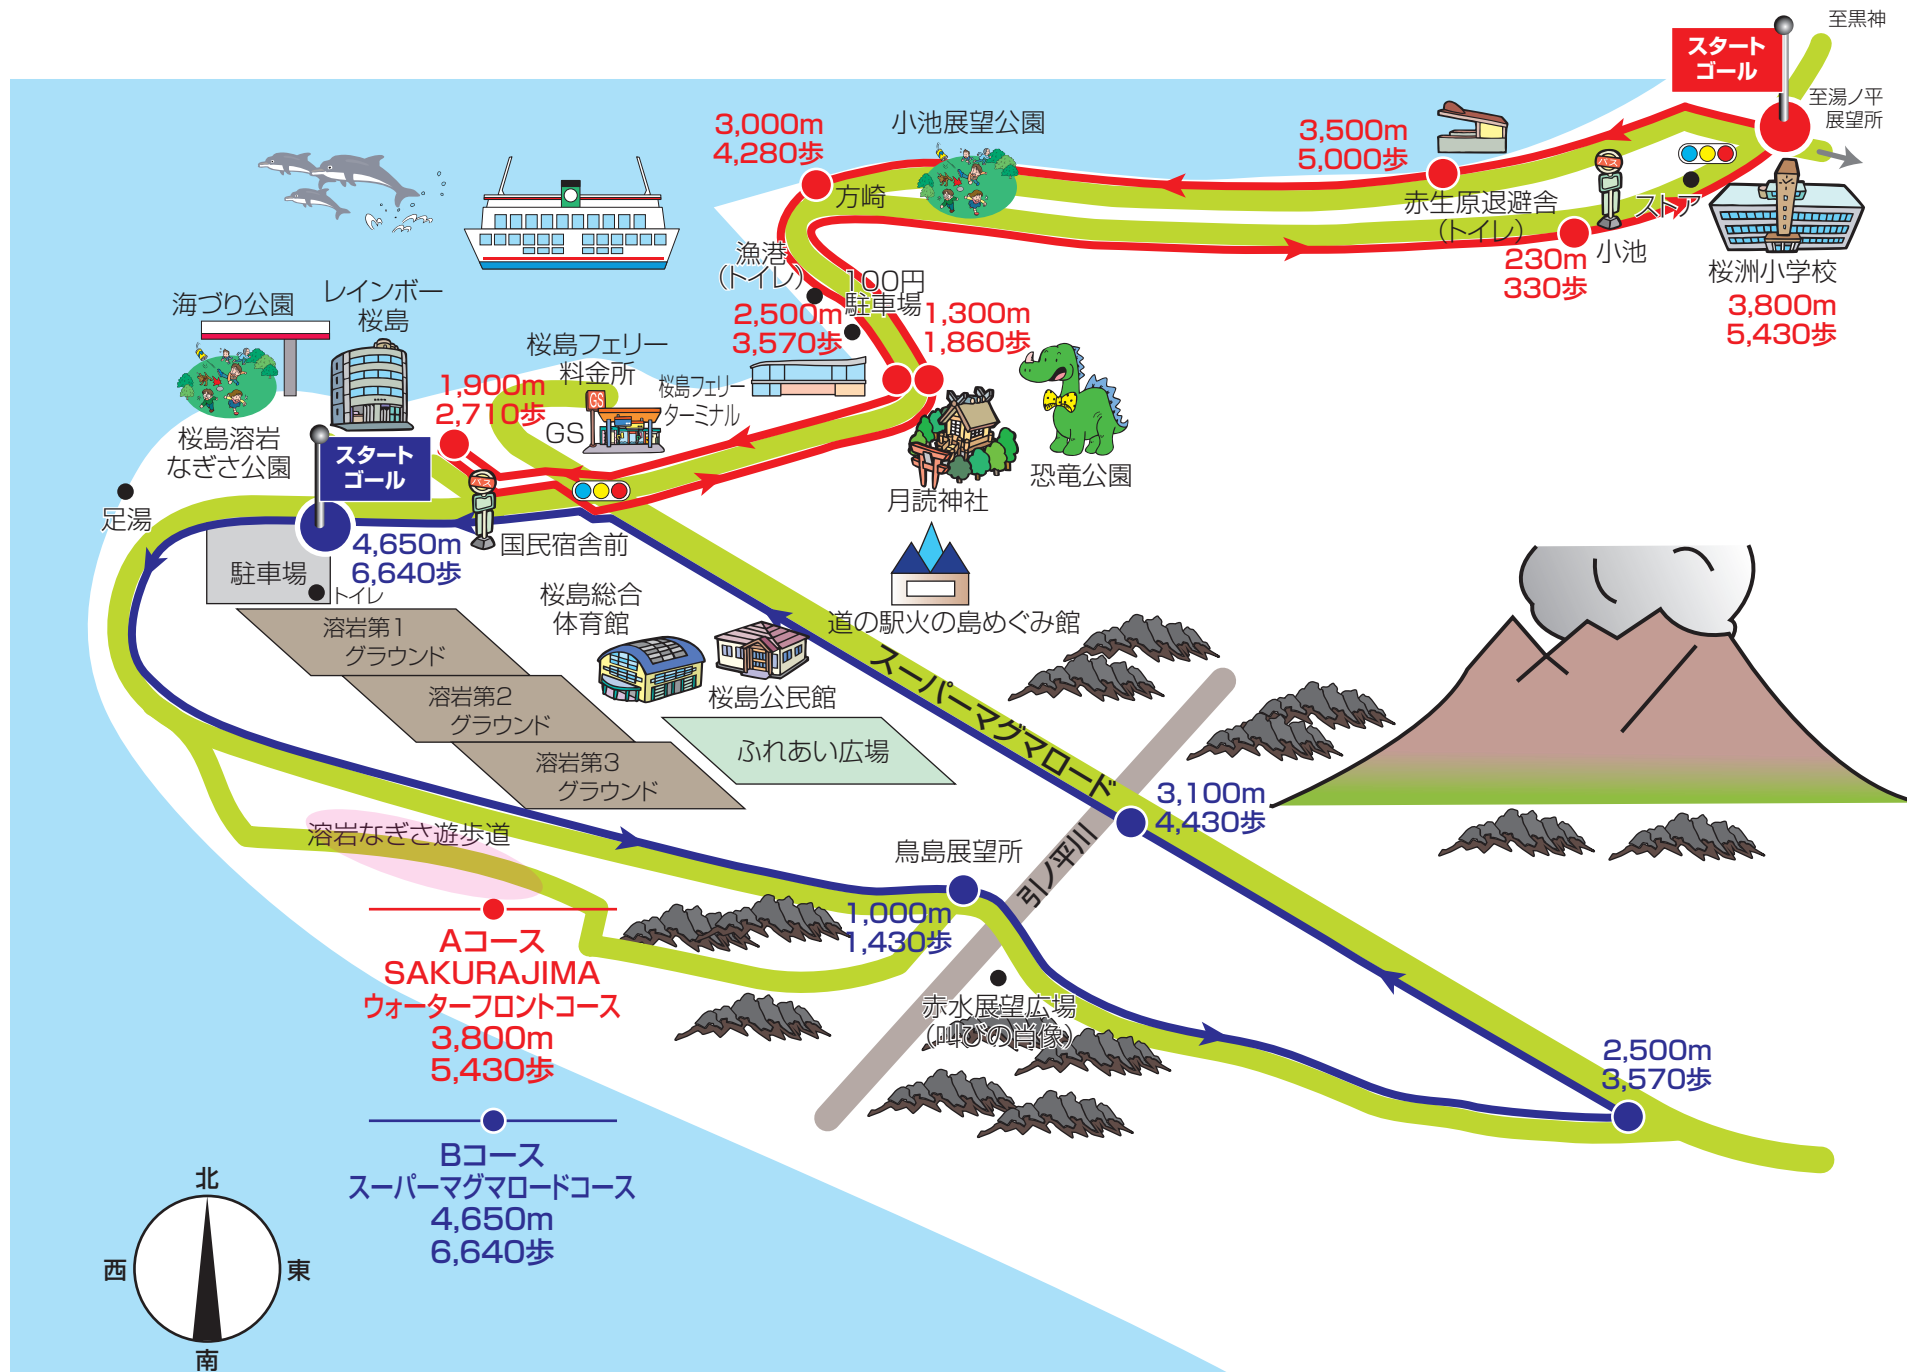 至黒神
スタート
ゴール
至湯ノ平
展望所
3,000m
4,280歩
小池展望公園
3,500m
5,000歩
バス
方崎
赤生原退避舎
(トイレ)
ストア
小池
230m
330歩
桜洲小学校
3,800m
5,430歩
漁港
(トイレ)
100円
駐車場
2,500m
3,570歩
1,300m
1,860歩
海づり公園
レインボー
桜島
桜島フェリー
料金所
桜島フェリー
ターミナル
1,900m
2,710歩
GS
GS
桜島溶岩
なぎさ公園
スタート
ゴール
バス
恐竜公園
月読神社
足湯
国民宿舎前
4,650m
6,640歩
駐車場
トイレ
桜島総合
体育館
道の駅火の島めぐみ館
溶岩第1
グラウンド
溶岩第2
グラウンド
溶岩第3
グラウンド
桜島公民館
ふれあい広場
スーパーマグマロード
3,100m
4,430歩
溶岩なぎさ遊歩道
烏島展望所
引ノ平川
1,000m
1,430歩
赤水展望広場
(叫びの肖像)
2,500m
3,570歩
Aコース
SAKURAJIMA
ウォーターフロントコース
3,800m
5,430歩
Bコース
スーパーマグマロードコース
4,650m
6,640歩
北
西
東
南